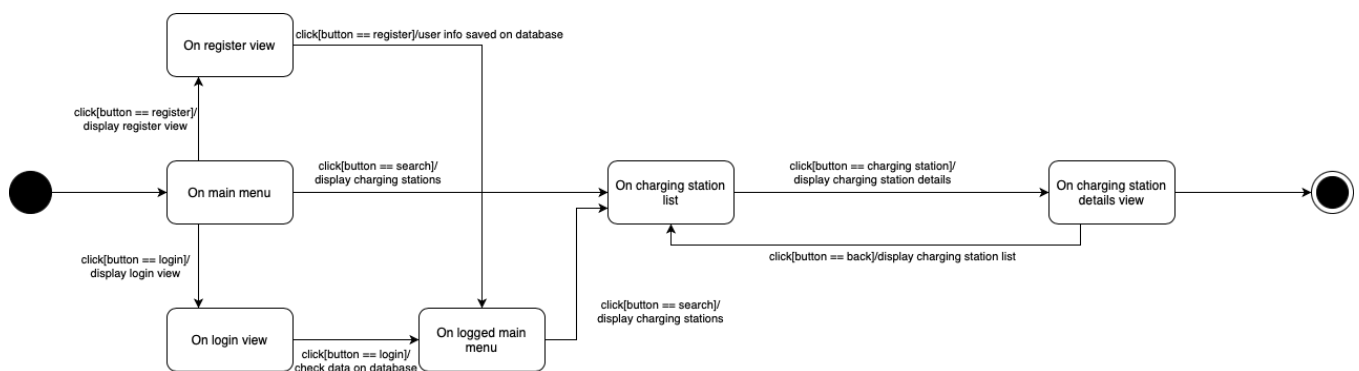 On register view
click[button == register]/user info saved on database
click[button == register]/
display register view
On main menu
click[button == search]/
display charging stations
On charging station
list
click[button == charging station]/
display charging station details
On charging station
details view
click[button == back]/display charging station list
click[button == login]/
display login view
click[button == search]/
display charging stations
On login view
click[button == login]/
check data on database
On logged main
menu